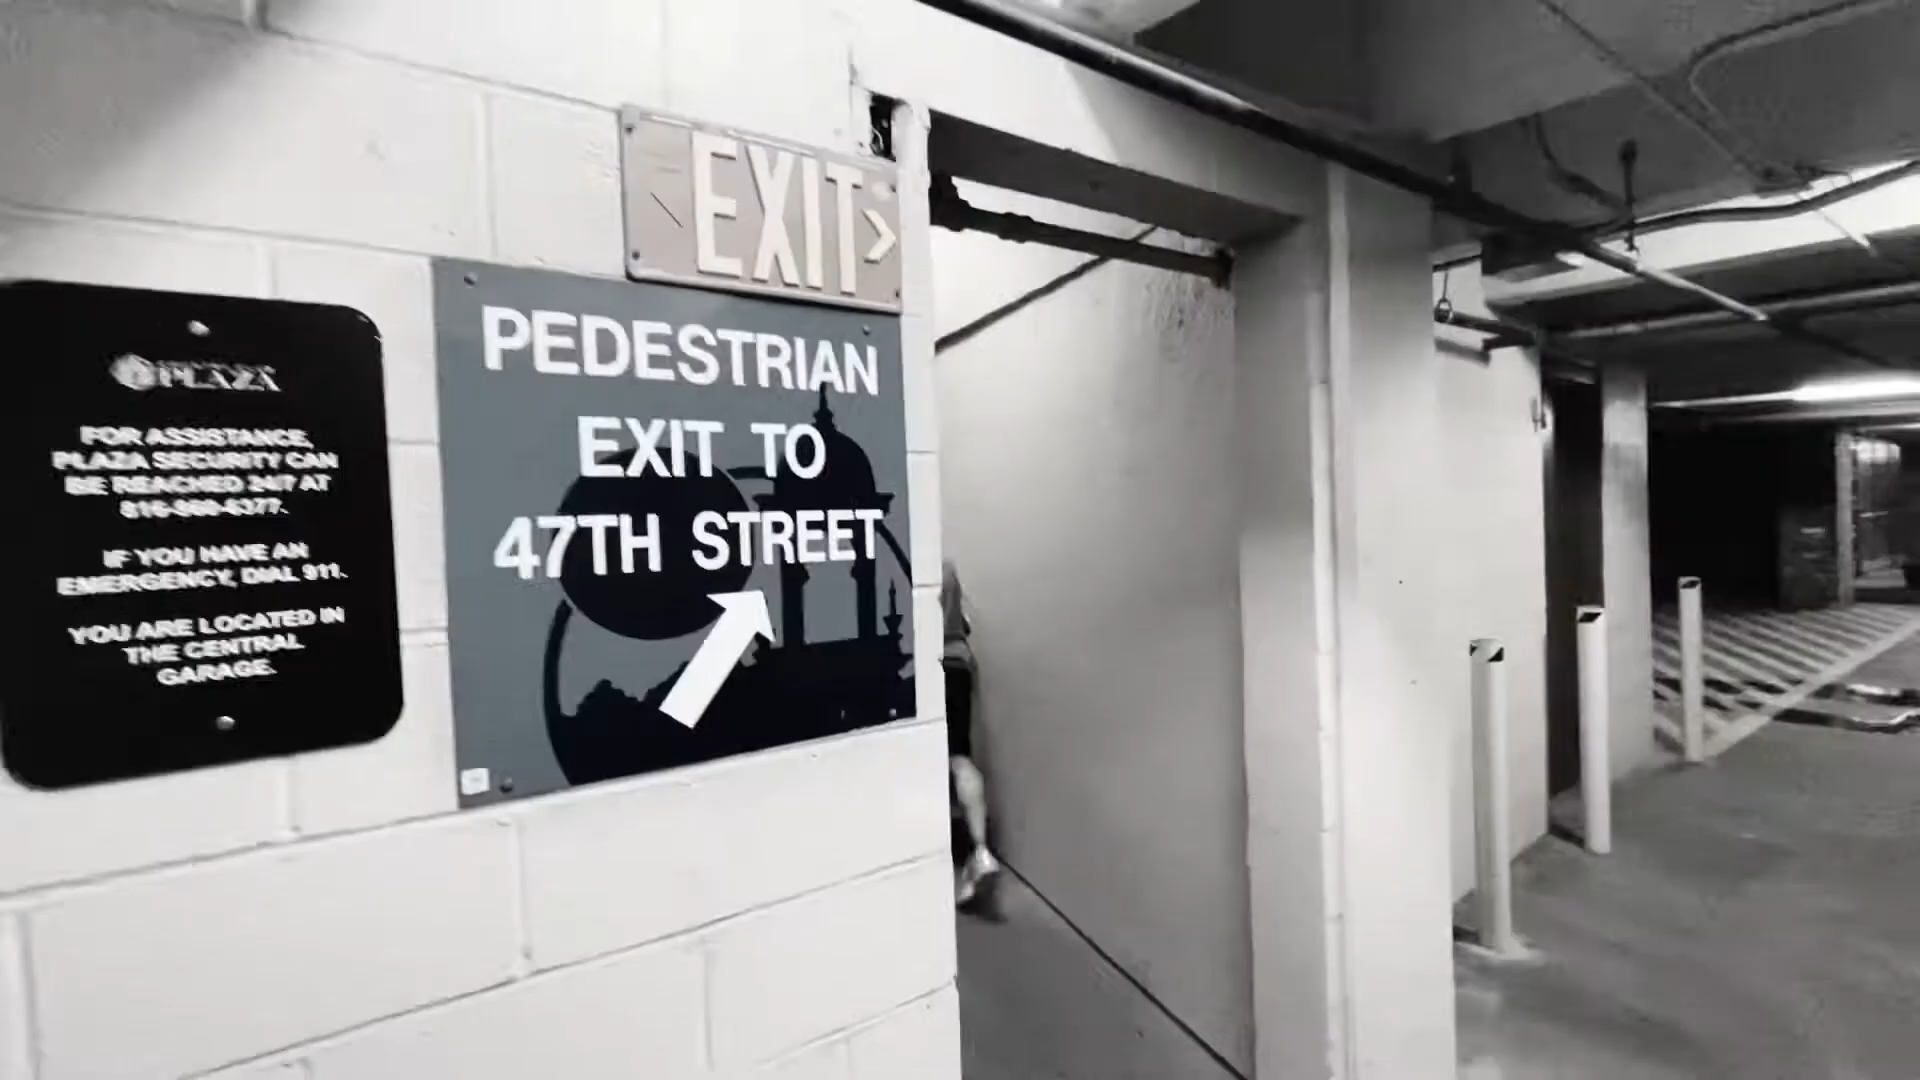 EXIT
PEDESTRIAN
EXIT TO
47TH STREET
PLAZA
FOR ASSISTANCE,
PLAZA SECURITY CAN
BE REACHED 24/7 AT
IF YOU HAVE AN
EMERGENCY, DIAL 911.
YOU ARE LOCATED IN
THE CENTRAL
GARAGE.